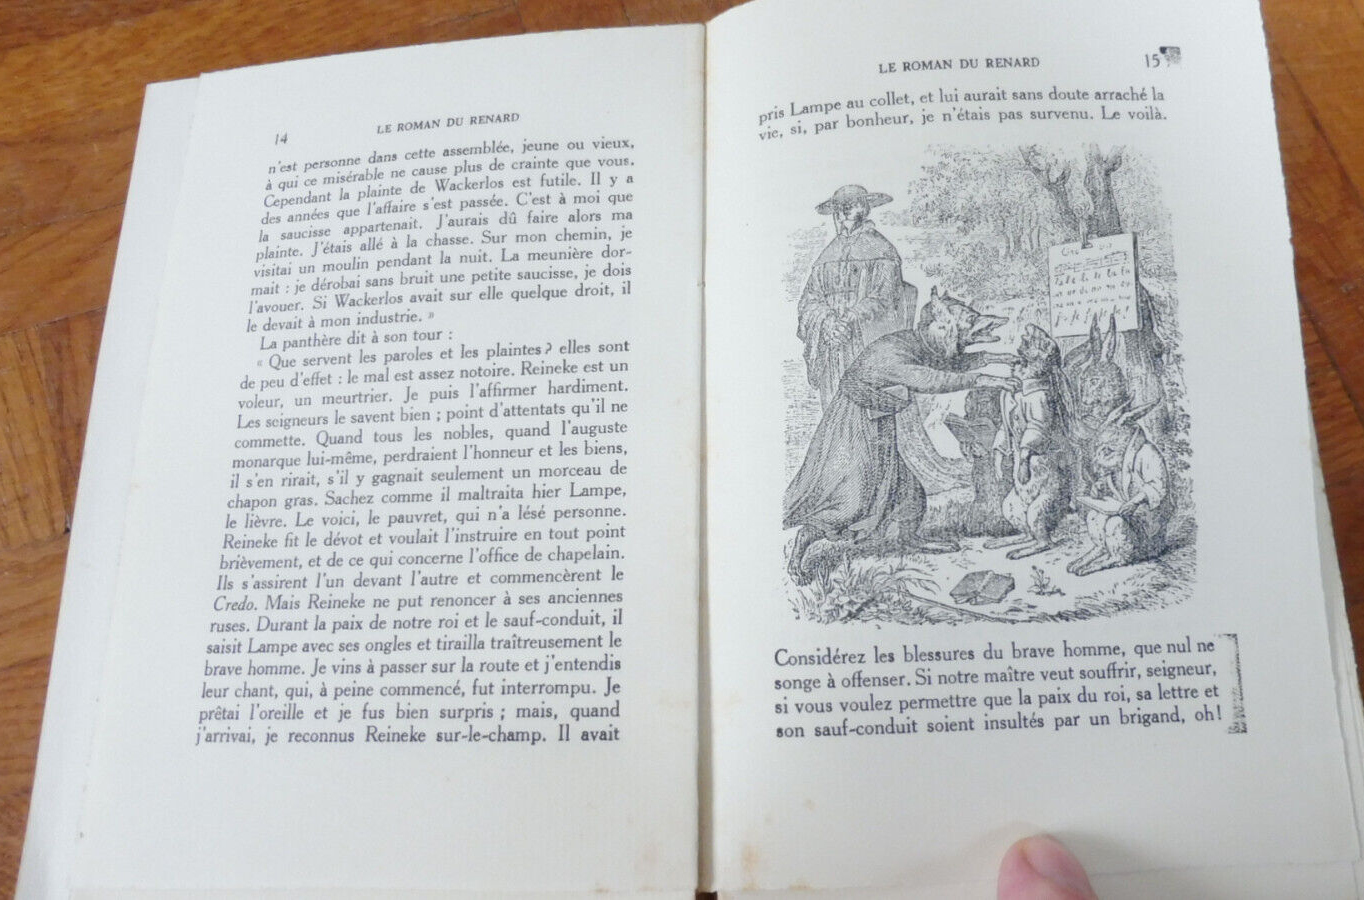 14
LE ROMAN DU RENARD
n'est personne dans cette assemblée, jeune ou vieux,
à qui ce misérable ne cause plus de crainte que vous.
Cependant la plainte de Wackerlos est futile. Il y a
des années que l'affaire s'est passée. C'est à moi que
la saucisse appartenait. J'aurais dû faire alors ma
plainte. J'étais allé à la chasse. Sur mon chemin, je
visitai un moulin pendant la nuit. La meunière dor-
mait : je dérobai sans bruit une petite saucisse, je dois
l'avouer. Si Wackerlos avait sur elle quelque droit, il
le devait à mon industrie. »
La panthère dit à son tour :
« Que servent les paroles et les plaintes ? elles sont
de peu d'effet : le mal est assez notoire. Reineke est un
voleur, un meurtrier. Je puis l'affirmer hardiment.
Les seigneurs le savent bien ; point d'attentats qu'il ne
commette. Quand tous les nobles, quand l'auguste
monarque lui-même, perdraient l'honneur et les biens,
il s'en rirait, s'il y gagnait seulement un morceau de
chapon gras. Sachez comme il maltraita hier Lampe,
le lièvre. Le voici, le pauvret, qui n'a lésé personne.
Reineke fit le dévot et voulait l'instruire en tout point
brièvement, et de ce qui concerne l'office de chapelain.
Ils s'assirent l'un devant l'autre et commencèrent le
Credo. Mais Reineke ne put renoncer à ses anciennes
ruses. Durant la paix de notre roi et le sauf-conduit, il
saisit Lampe avec ses ongles et tirailla traîtreusement le
brave homme. Je vins à passer sur la route et j'entendis
leur chant, qui, à peine commencé, fut interrompu. Je
prêtai l'oreille et je fus bien surpris ; mais, quand
j'arrivai, je reconnus Reineke sur-le-champ. Il avait
LE ROMAN DU RENARD
15
pris Lampe au collet, et lui aurait sans doute arraché la
vie, si, par bonheur, je n'étais pas survenu. Le voilà.
Considérez les blessures du brave homme, que nul ne
songe à offenser. Si notre maître veut souffrir, seigneur,
si vous voulez permettre que la paix du roi, sa lettre et
son sauf-conduit soient insultés par un brigand, oh!